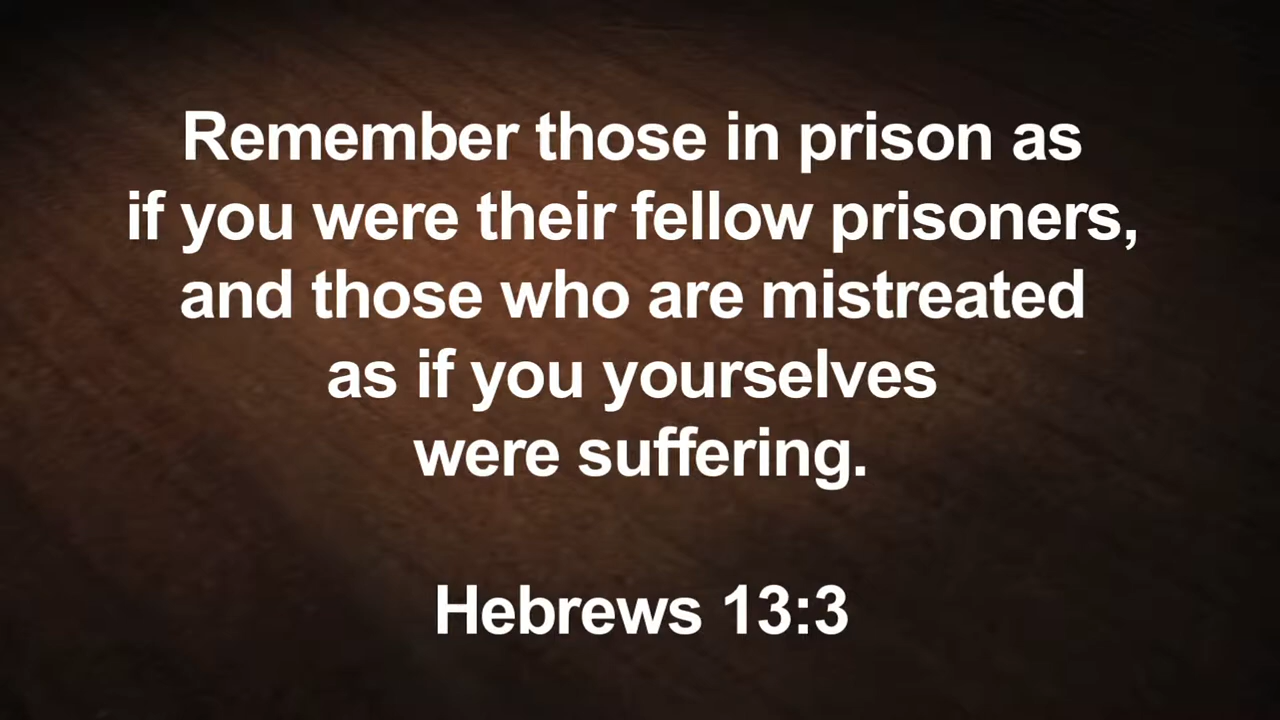 Remember those in prison as
if you were their fellow prisoners,
and those who are mistreated
as if you yourselves
were suffering.
Hebrews 13:3